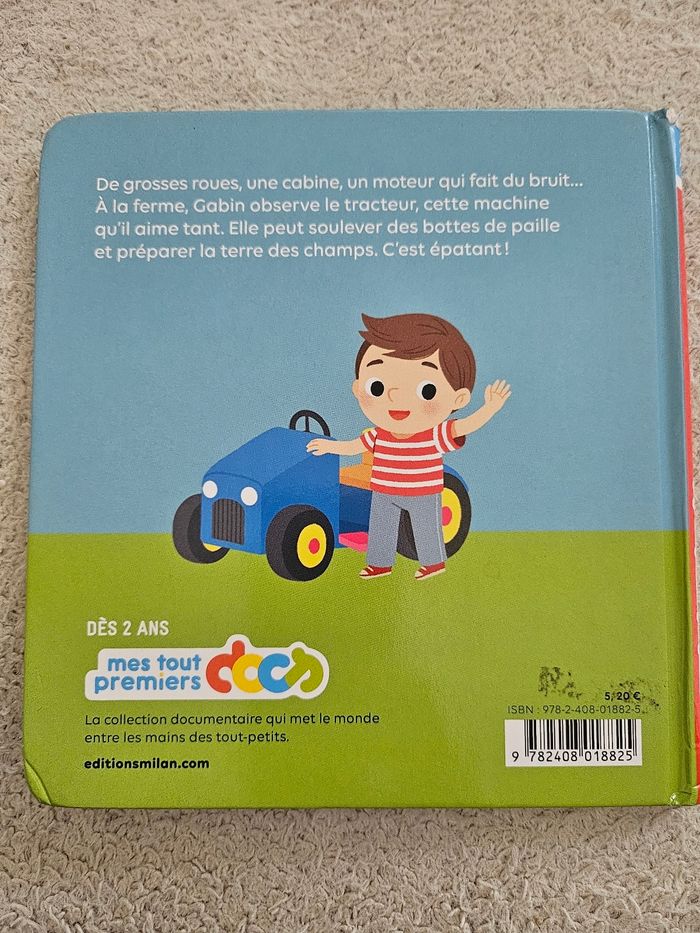 De grosses roues, une cabine, un moteur qui fait du bruit...
À la ferme, Gabin observe le tracteur, cette machine
qu'il aime tant. Elle peut soulever des bottes de paille
et préparer la terre des champs. C'est épatant !
DÈS 2 ANS
mes tout
premiers
docs
La collection documentaire qui met le monde
entre les mains des tout-petits.
editionsmilan.com
5,20 €
ISBN : 978-2-408-01882-5
9 782408 018825